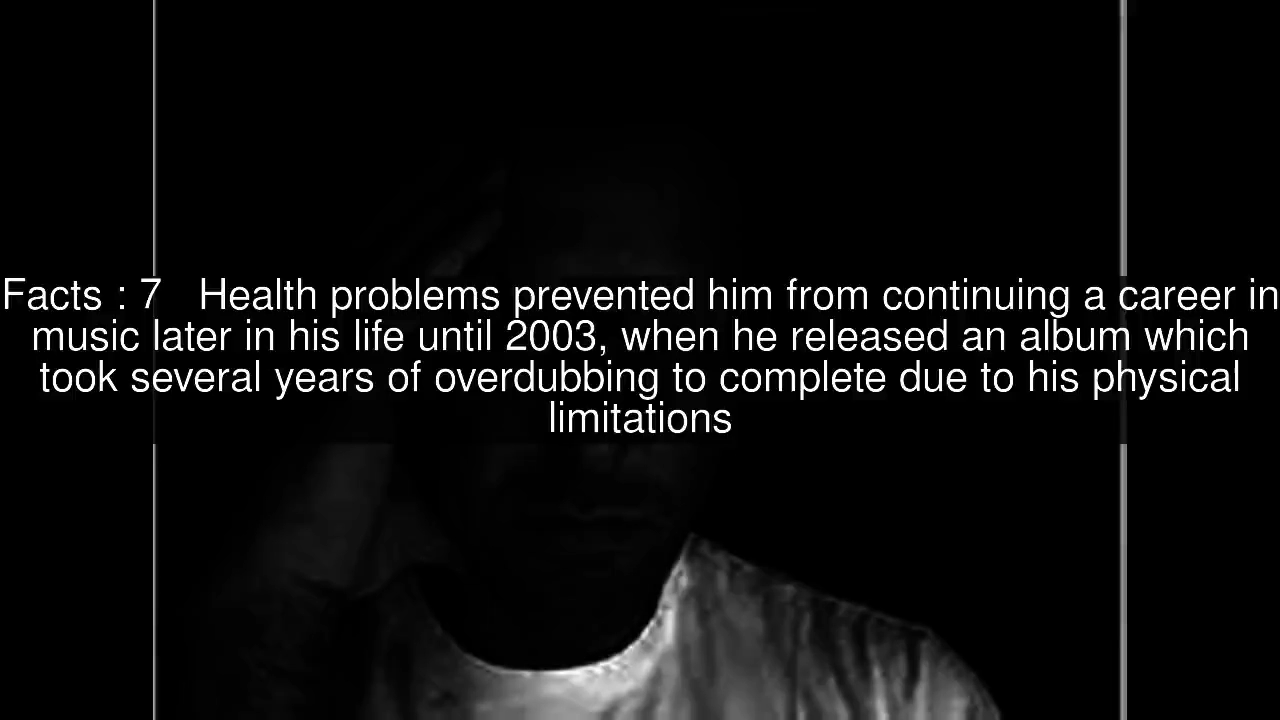 Facts : 7 Health problems prevented him from continuing a career in
music later in his life until 2003, when he released an album which
took several years of overdubbing to complete due to his physical
limitations